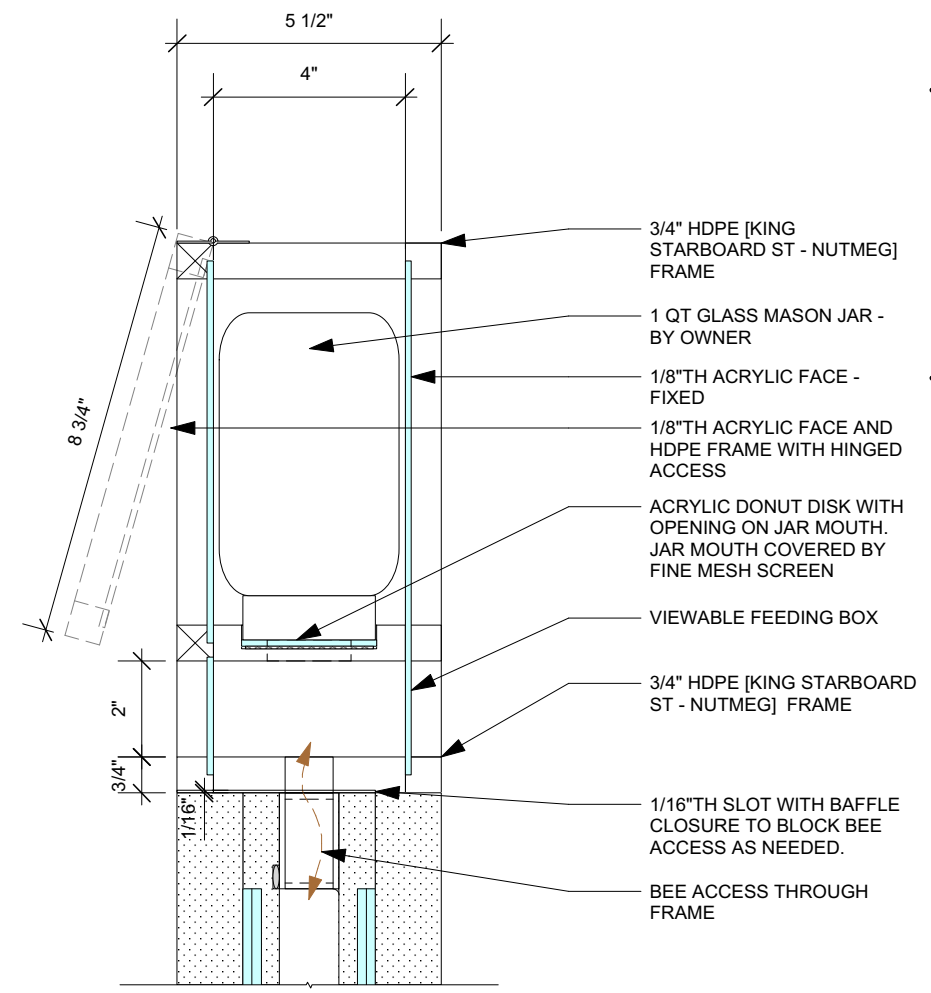 5 1/2"
4"
3/4" HDPE [KING
STARBOARD ST - NUTMEG]
FRAME
1 QT GLASS MASON JAR -
BY OWNER
1/8"TH ACRYLIC FACE -
FIXED
1/8"TH ACRYLIC FACE AND
HDPE FRAME WITH HINGED
ACCESS
8 3/4"
ACRYLIC DONUT DISK WITH
OPENING ON JAR MOUTH.
JAR MOUTH COVERED BY
FINE MESH SCREEN
VIEWABLE FEEDING BOX
3/4" HDPE [KING STARBOARD
ST - NUTMEG] FRAME
2"
3/4"
1/16"
1/16"TH SLOT WITH BAFFLE
CLOSURE TO BLOCK BEE
ACCESS AS NEEDED.
BEE ACCESS THROUGH
FRAME